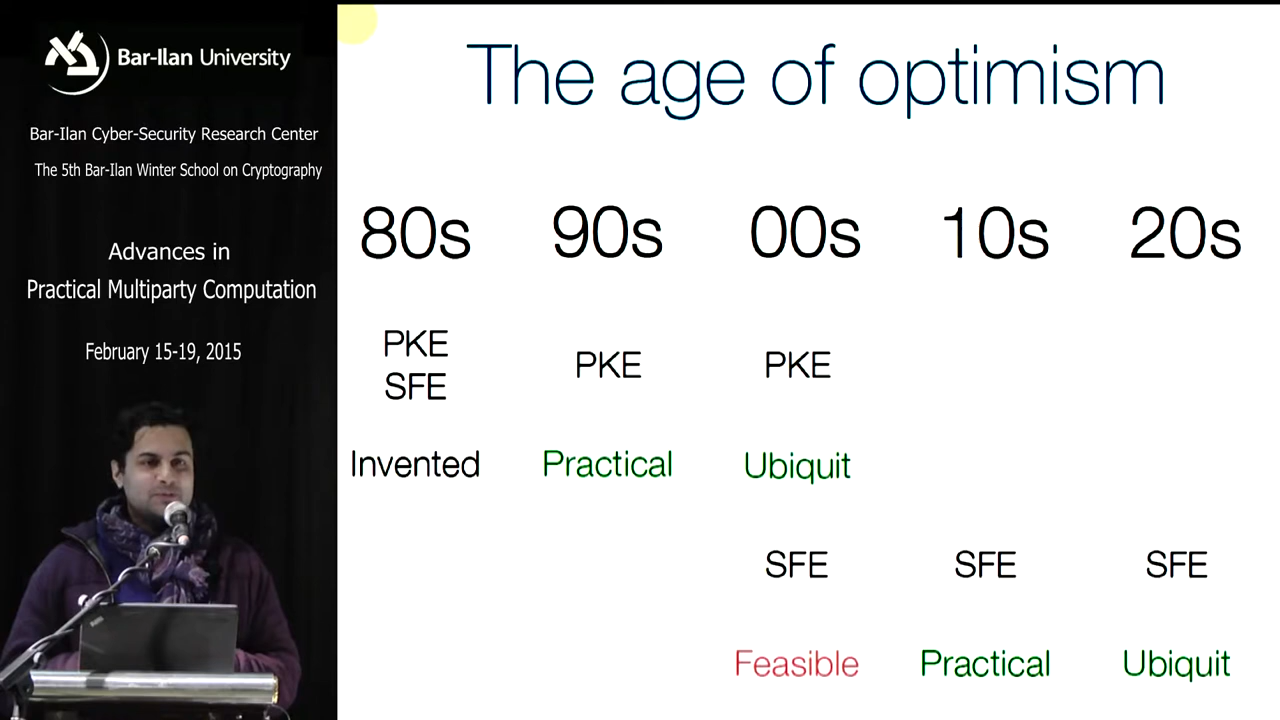 Bar-Ilan University
Bar-Ilan Cyber-Security Research Center
The 5th Bar-Ilan Winter School on Cryptography
Advances in
Practical Multiparty Computation
February 15-19, 2015
The age of optimism
80s 90s 00s 10s 20s
PKE
SFE
PKE
PKE
Invented Practical Ubiquit
SFE SFE SFE
Feasible Practical Ubiquit